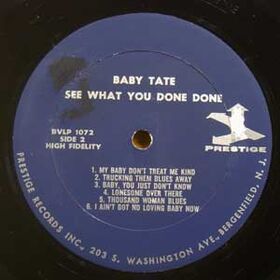 BABY TATE
SEE WHAT YOU DONE DONE
BVLP 1072
SIDE 2
HIGH FIDELITY
PRESTIGE
1. MY BABY DON'T TREAT ME KIND
2. TRUCKING THEM BLUES AWAY
3. BABY, YOU JUST DON'T KNOW
4. LONESOME OVER THERE
5. THOUSAND WOMAN BLUES
6. I AIN'T GOT NO LOVING BABY NOW
PRESTIGE RECORDS INC., 203 S. WASHINGTON AVE., BERGENFIELD, N. J.